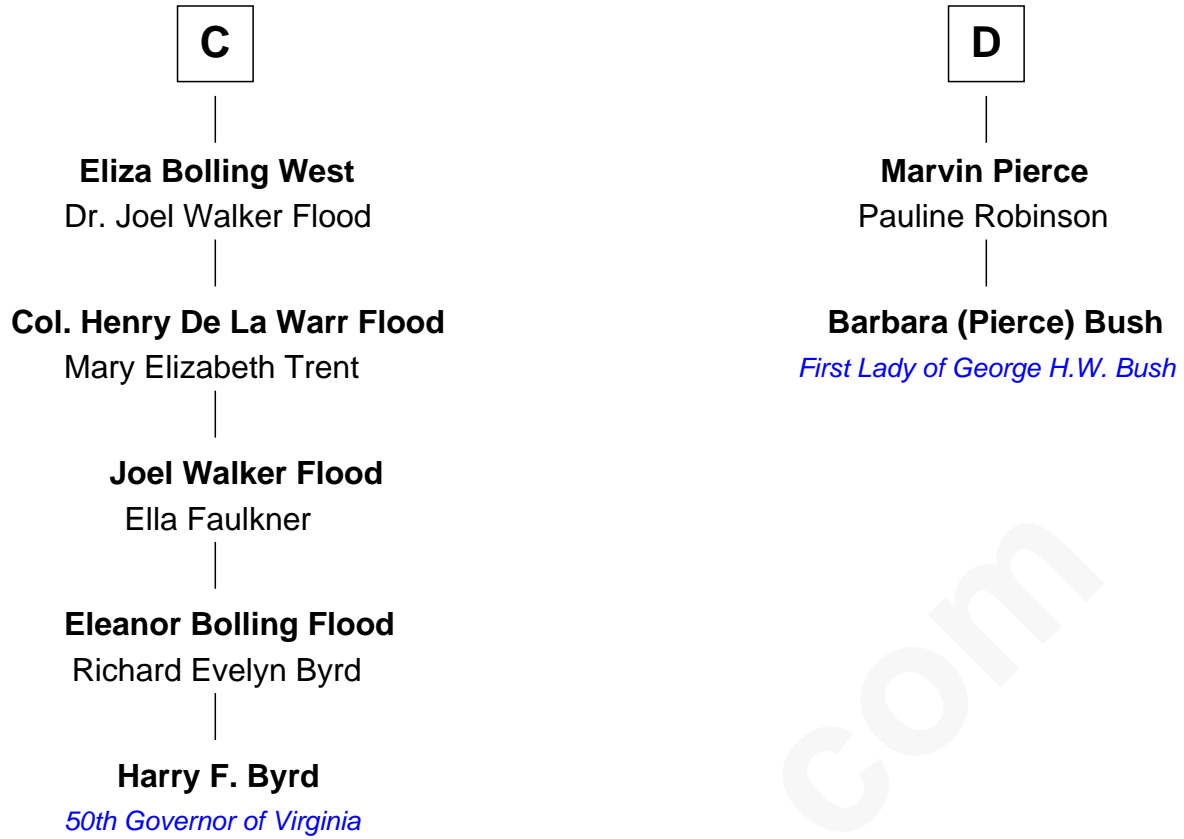 C
Eliza Bolling West
Dr. Joel Walker Flood
Col. Henry De La Warr Flood
Mary Elizabeth Trent
Joel Walker Flood
Ella Faulkner
Eleanor Bolling Flood
Richard Evelyn Byrd
Harry F. Byrd
50th Governor of Virginia
D
Marvin Pierce
Pauline Robinson
Barbara (Pierce) Bush
First Lady of George H.W. Bush
com